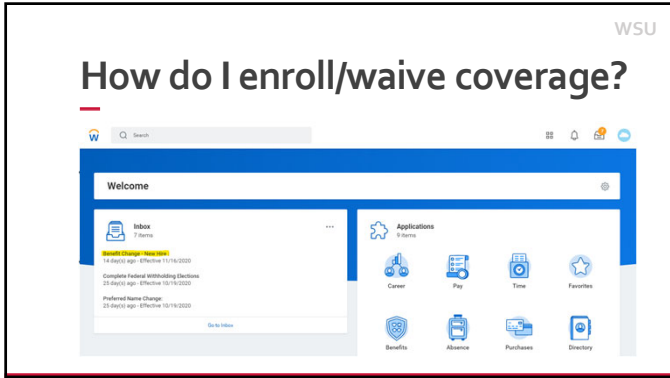 WSU
How do I enroll/waive coverage?
Search
Welcome
Inbox
7 items
Benefit Change - New Hire:
14 day(s) ago - Effective 11/16/2020
Complete Federal Withholding Elections
25 day(s) ago - Effective 10/19/2020
Preferred Name Change:
25 day(s) ago - Effective 10/19/2020
Go to Inbox
Applications
9 items
Career
Pay
Time
Favorites
Benefits
Absence
Purchases
Directory